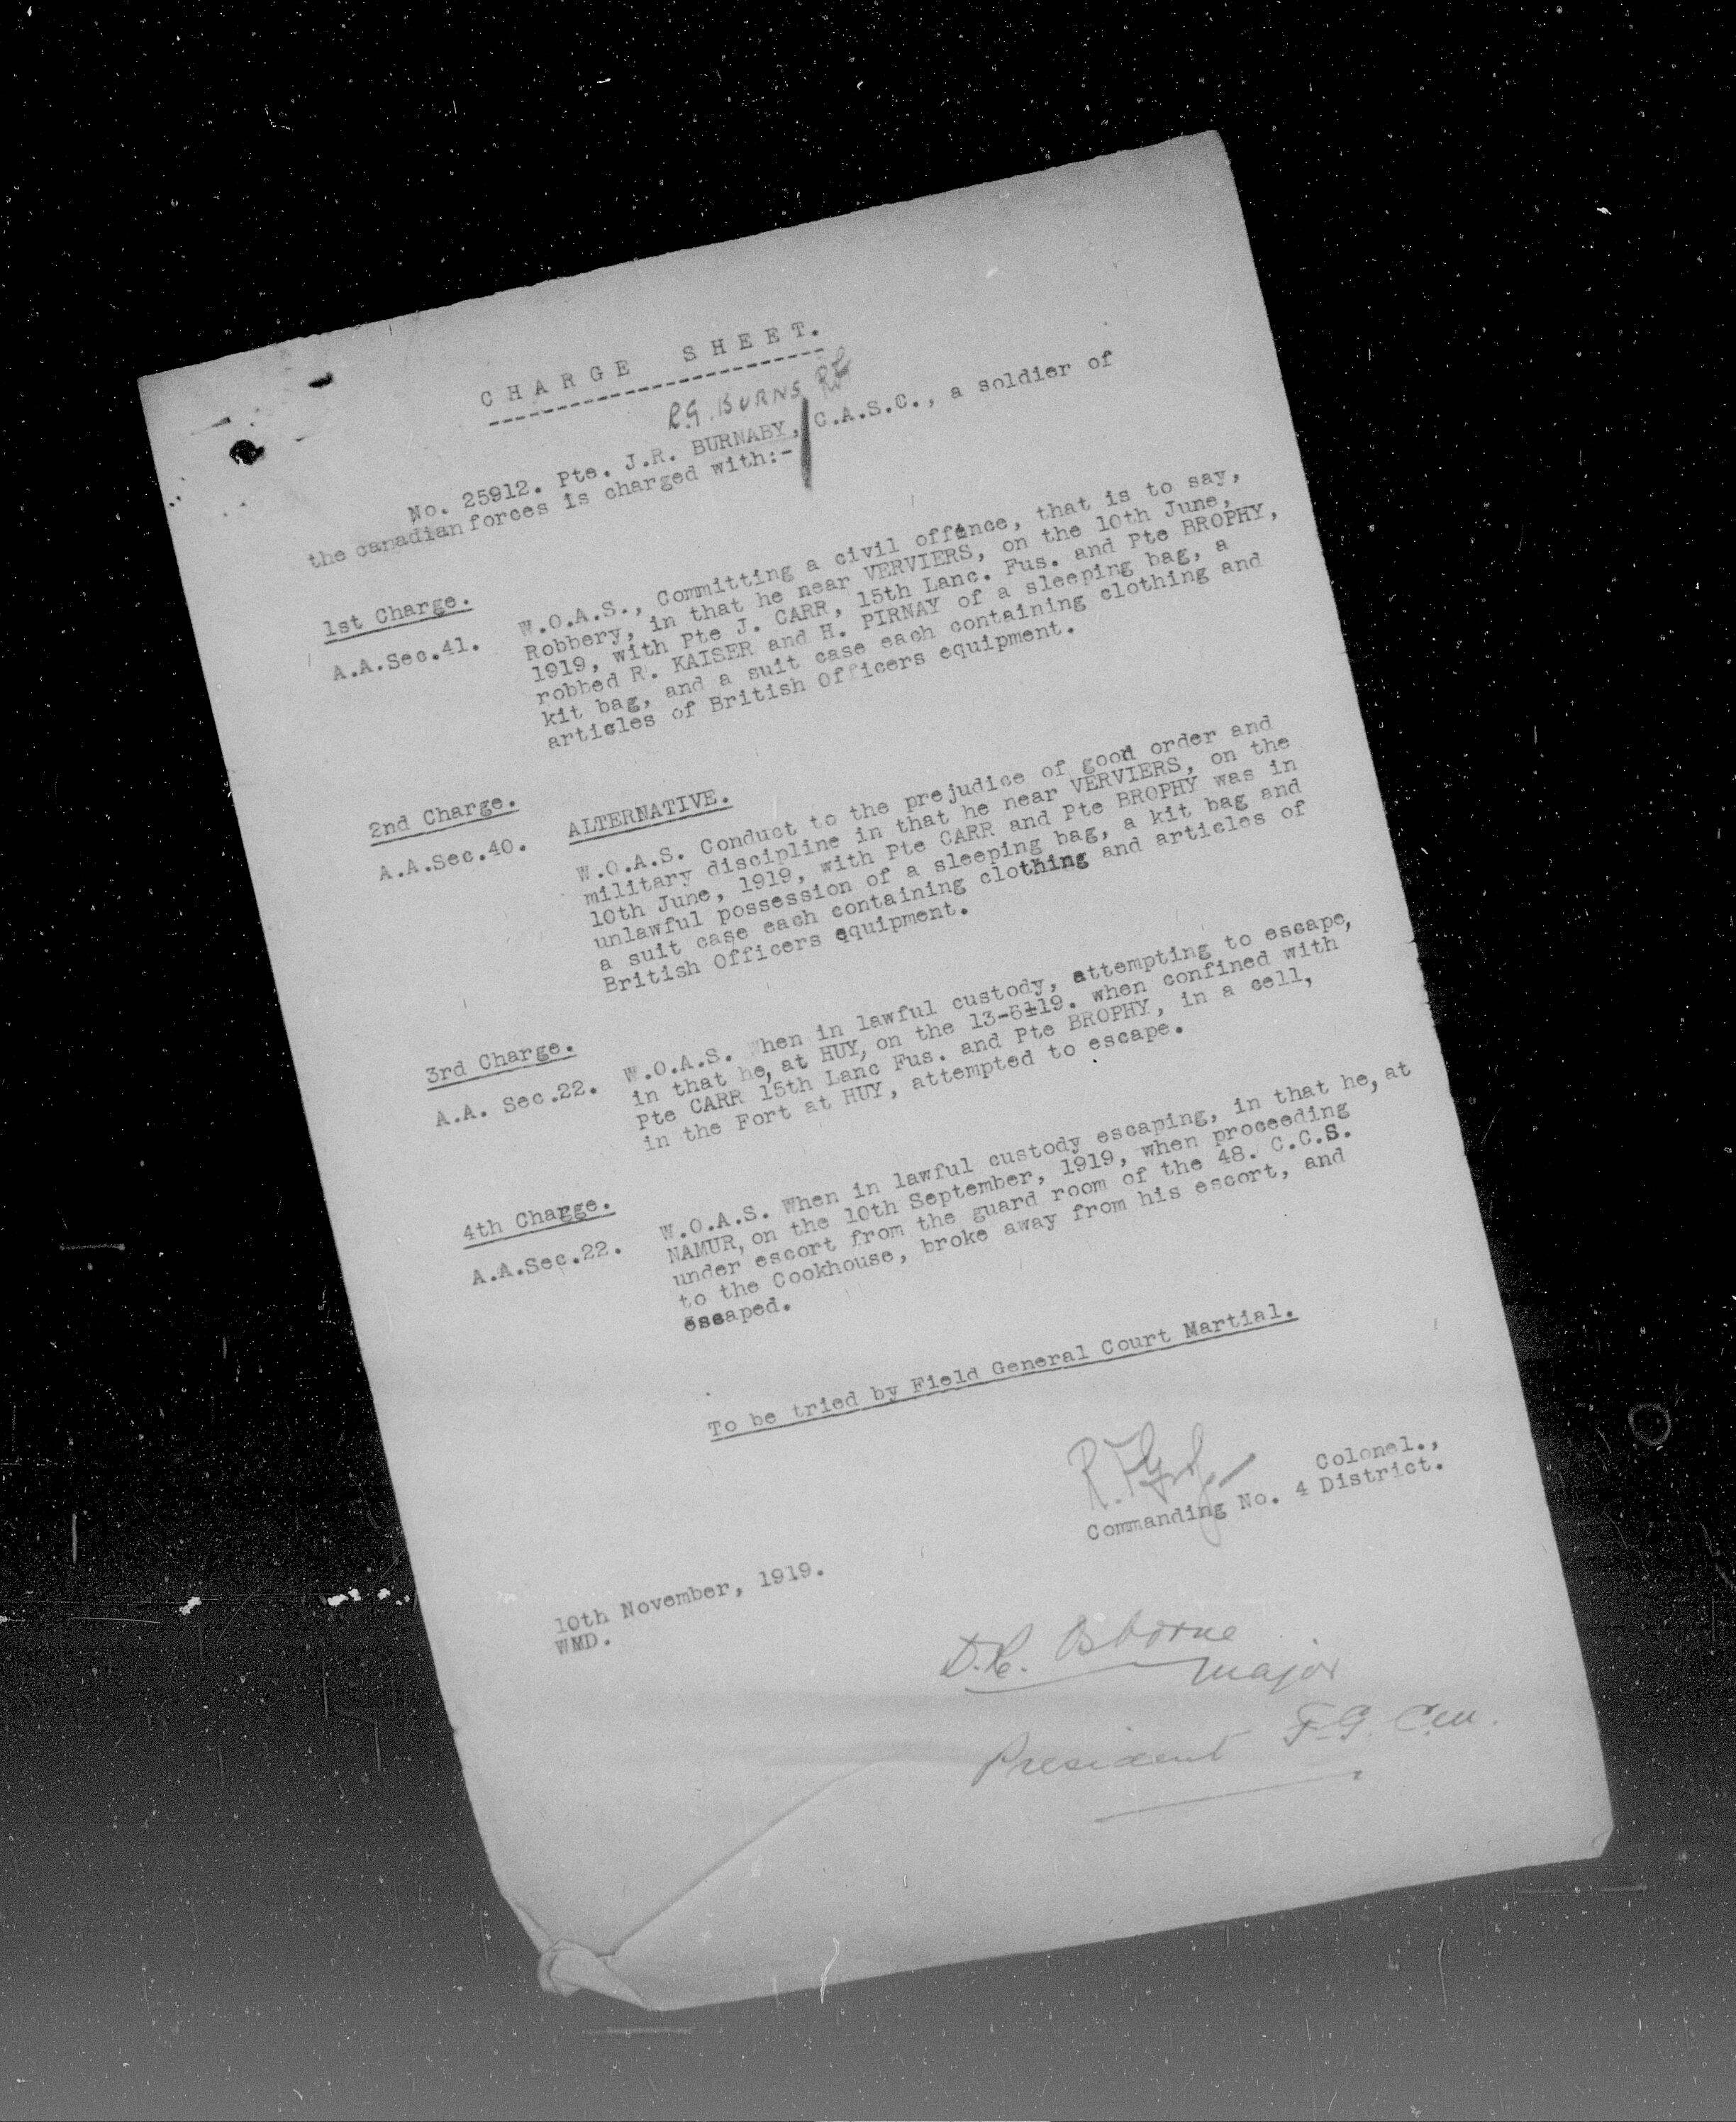 CHARGE SHEET.
R.G. BURNS
No. 25912. Pte. J.R. BURNABY, C.A.S.C., a soldier of
the canadian forces is charged with:-
1st Charge.
A.A.Sec.41.
W.O.A.S., Committing a civil offence, that is to say,
Robbery, in that he near VERVIERS, on the 10th June,
1919, with Pte J. CARR, 15th Lanc. Fus. and Pte BROPHY,
robbed R. KAISER and H. PIRNAY of a sleeping bag, a
kit bag, and a suit case each containing clothing and
articles of British Officers equipment.
2nd Charge.
ALTERNATIVE.
A.A.Sec.40.
W.O.A.S. Conduct to the prejudice of good order and
military discipline in that he near VERVIERS, on the
10th June, 1919, with Pte CARR and Pte BROPHY was in
unlawful possession of a sleeping bag, a kit bag and
a suit case each containing clothing and articles of
British Officers equipment.
3rd Charge.
A.A. Sec.22.
W.O.A.S. When in lawful custody, attempting to escape,
in that he, at HUY, on the 13-6-19. when confined with
Pte CARR 15th Lanc Fus. and Pte BROPHY, in a cell,
in the Fort at HUY, attempted to escape.
4th Charge.
A.A.Sec.22.
W.O.A.S. When in lawful custody escaping, in that he, at
NAMUR, on the 10th September, 1919, when proceeding
under escort from the guard room of the 48. C.C.S.
to the Cookhouse, broke away from his escort, and
escaped.
To be tried by Field General Court Martial.
Colonel.,
Commanding No. 4 District.
10th November, 1919.
WMD.
Osborne
Major
President F.G.C.M.